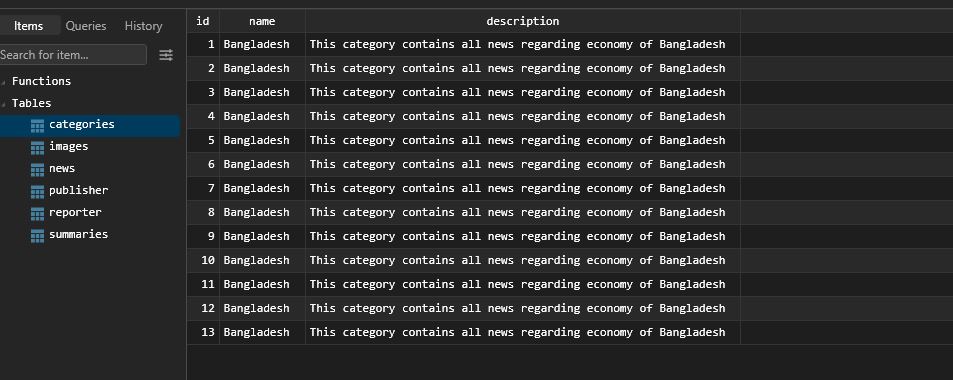 Items Queries History
Search for item...
Functions
Tables
categories
images
news
publisher
reporter
summaries
id name description
1 Bangladesh This category contains all news regarding economy of Bangladesh
2 Bangladesh This category contains all news regarding economy of Bangladesh
3 Bangladesh This category contains all news regarding economy of Bangladesh
4 Bangladesh This category contains all news regarding economy of Bangladesh
5 Bangladesh This category contains all news regarding economy of Bangladesh
6 Bangladesh This category contains all news regarding economy of Bangladesh
7 Bangladesh This category contains all news regarding economy of Bangladesh
8 Bangladesh This category contains all news regarding economy of Bangladesh
9 Bangladesh This category contains all news regarding economy of Bangladesh
10 Bangladesh This category contains all news regarding economy of Bangladesh
11 Bangladesh This category contains all news regarding economy of Bangladesh
12 Bangladesh This category contains all news regarding economy of Bangladesh
13 Bangladesh This category contains all news regarding economy of Bangladesh